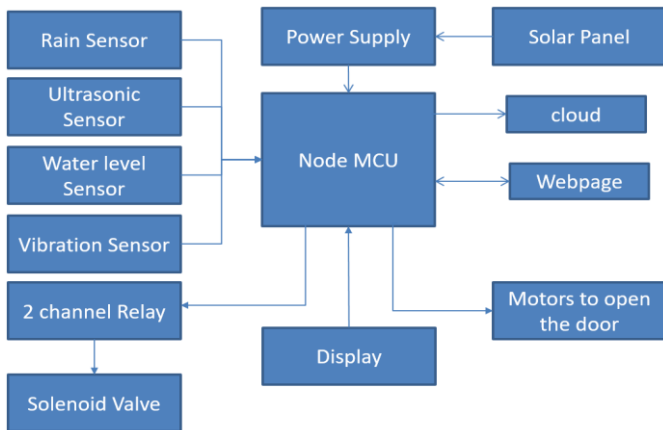 Rain Sensor
Power Supply
Solar Panel
Ultrasonic
Sensor
cloud
Node MCU
Water level
Sensor
Webpage
Vibration Sensor
2 channel Relay
Motors to open
the door
Display
Solenoid Valve